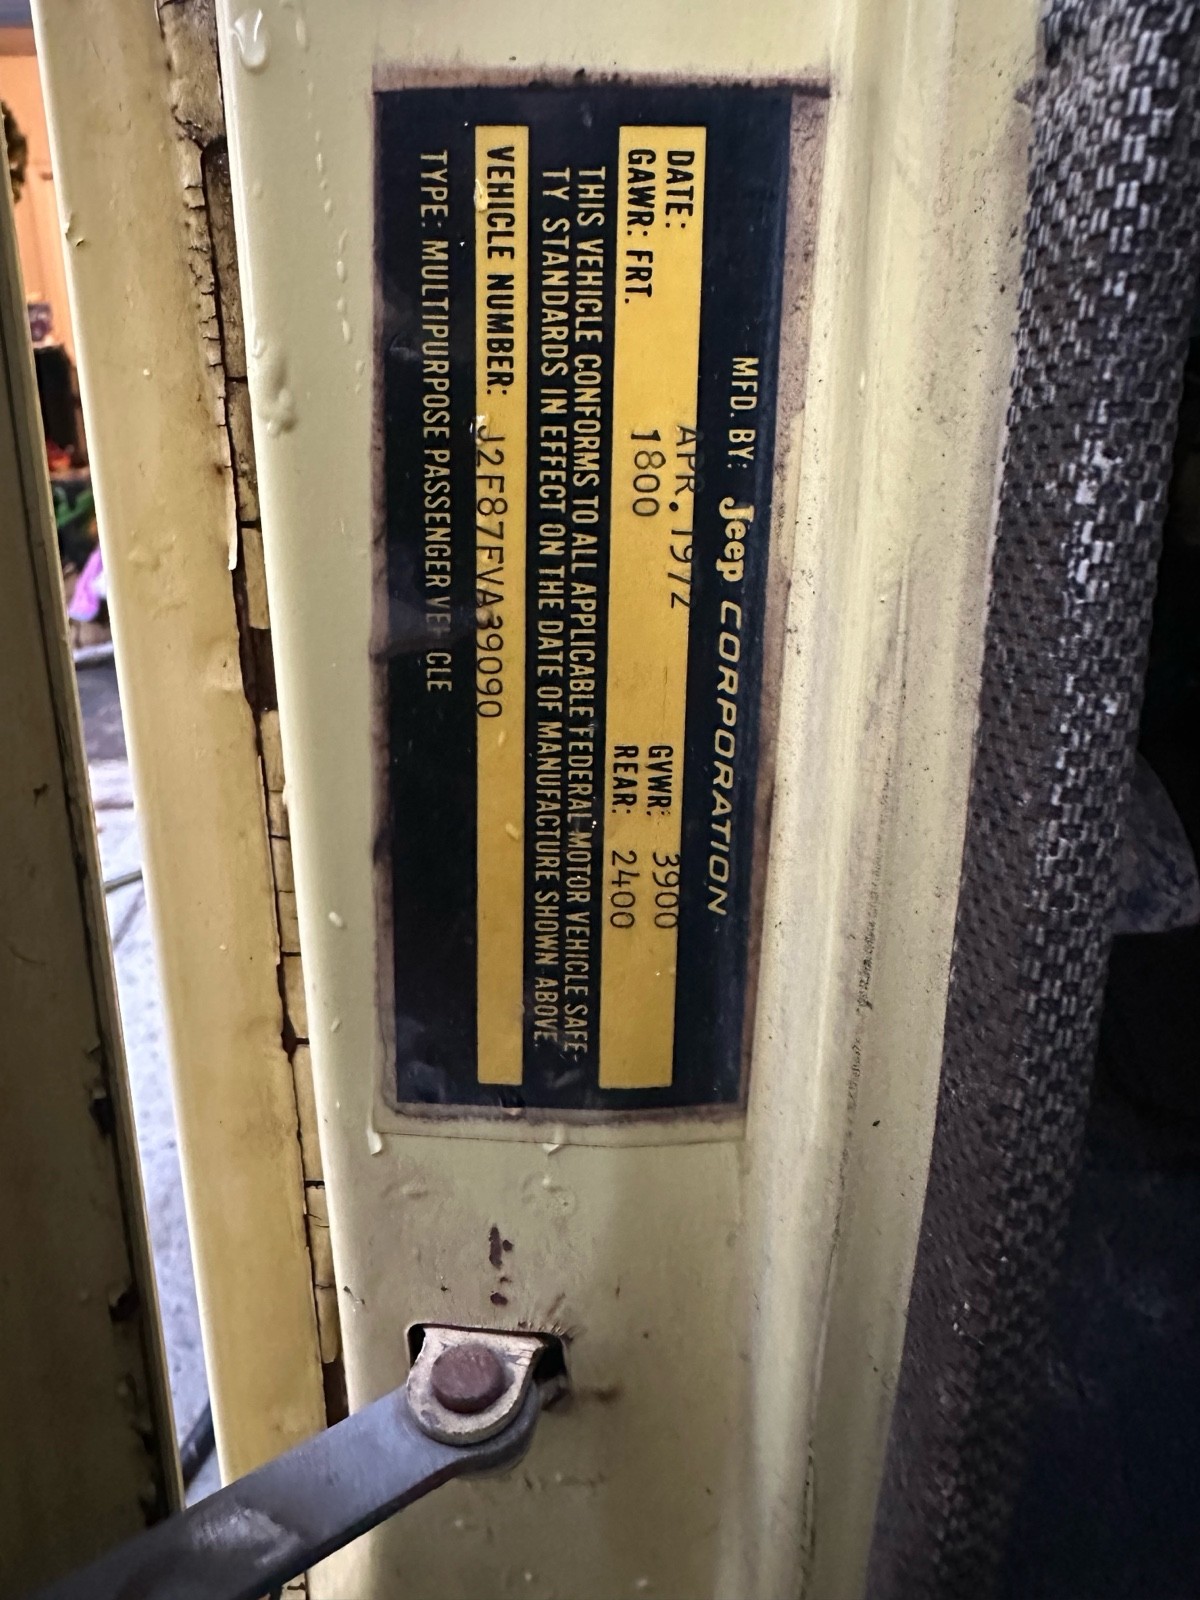 MFD. BY: Jeep CORPORATION
DATE: APR. 1972 GVWR: 3900
GAWR: FRT. 1800 REAR: 2400
THIS VEHICLE CONFORMS TO ALL APPLICABLE FEDERAL MOTOR VEHICLE SAFE-
TY STANDARDS IN EFFECT ON THE DATE OF MANUFACTURE SHOWN ABOVE.
VEHICLE NUMBER: J2F87FVA39090
TYPE: MULTIPURPOSE PASSENGER VEHICLE